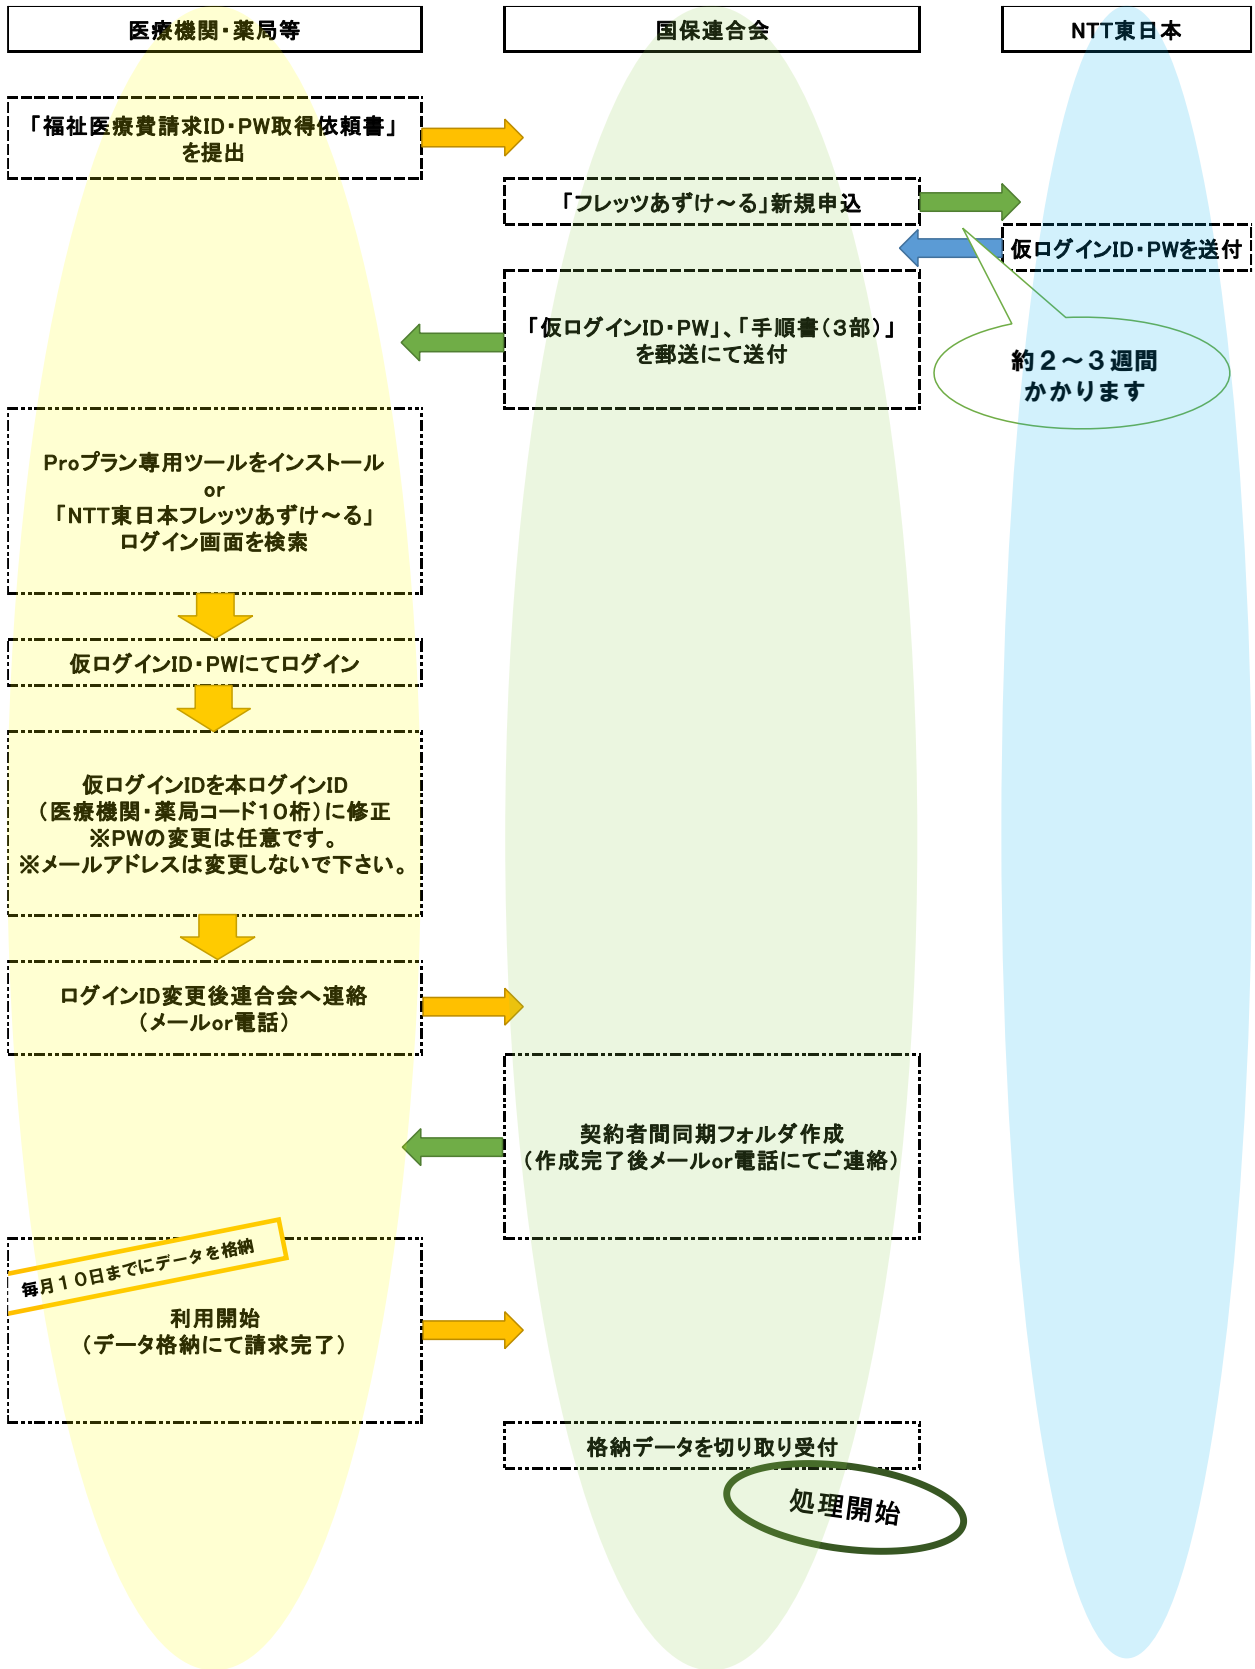 医療機関・薬局等
国保連合会
NTT東日本
「福祉医療費請求ID・PW取得依頼書」
を提出
「フレッツあずけ～る」新規申込
仮ログインID・PWを送付
「仮ログインID・PW」、「手順書（３部）」
を郵送にて送付
約２～３週間
かかります
Proプラン専用ツールをインストール
or
「NTT東日本フレッツあずけ～る」
ログイン画面を検索
仮ログインID・PWにてログイン
仮ログインIDを本ログインID
（医療機関・薬局コード１０桁）に修正
※PWの変更は任意です。
※メールアドレスは変更しないで下さい。
ログインID変更後連合会へ連絡
（メールor電話）
契約者間同期フォルダ作成
（作成完了後メールor電話にてご連絡）
毎月１０日までにデータを格納
利用開始
（データ格納にて請求完了）
格納データを切り取り受付
処理開始